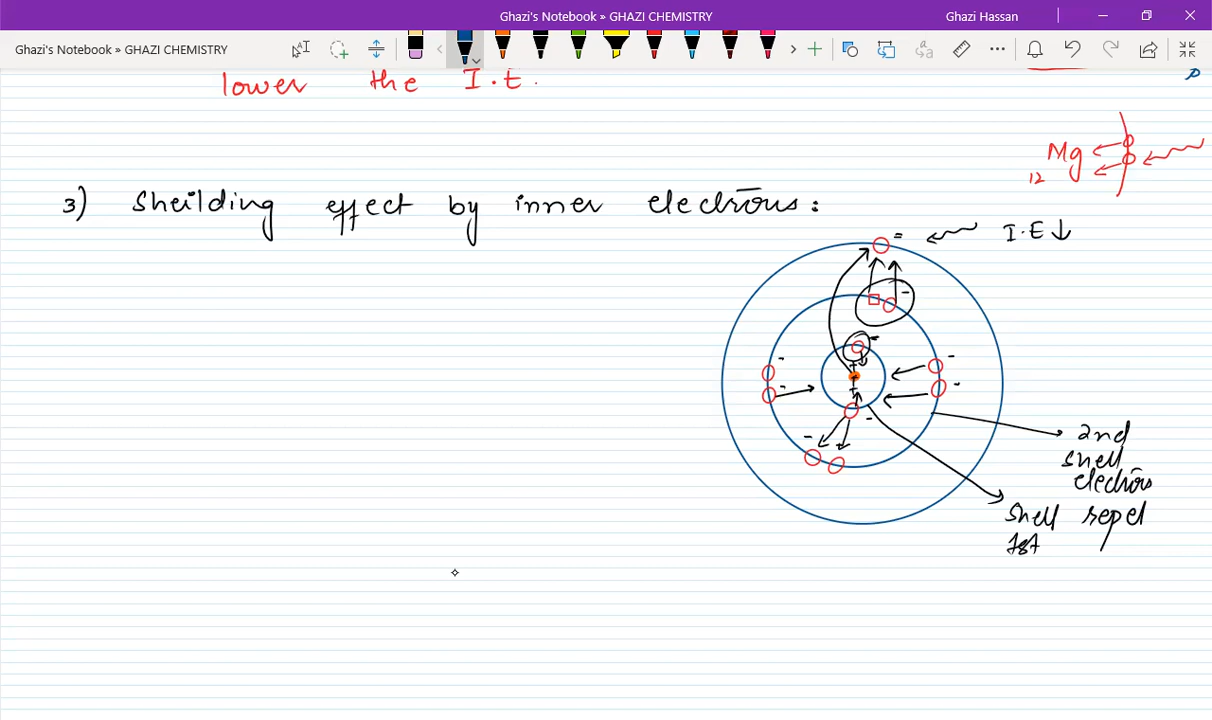 Ghazi's Notebook » GHAZI CHEMISTRY
Ghazi Hassan
Ghazi's Notebook » GHAZI CHEMISTRY
lower the I.E.
Mg
12
3) Sheilding effect by inner electrons:
I.E ↓
2nd
shell
electrons
repel
shell
1st